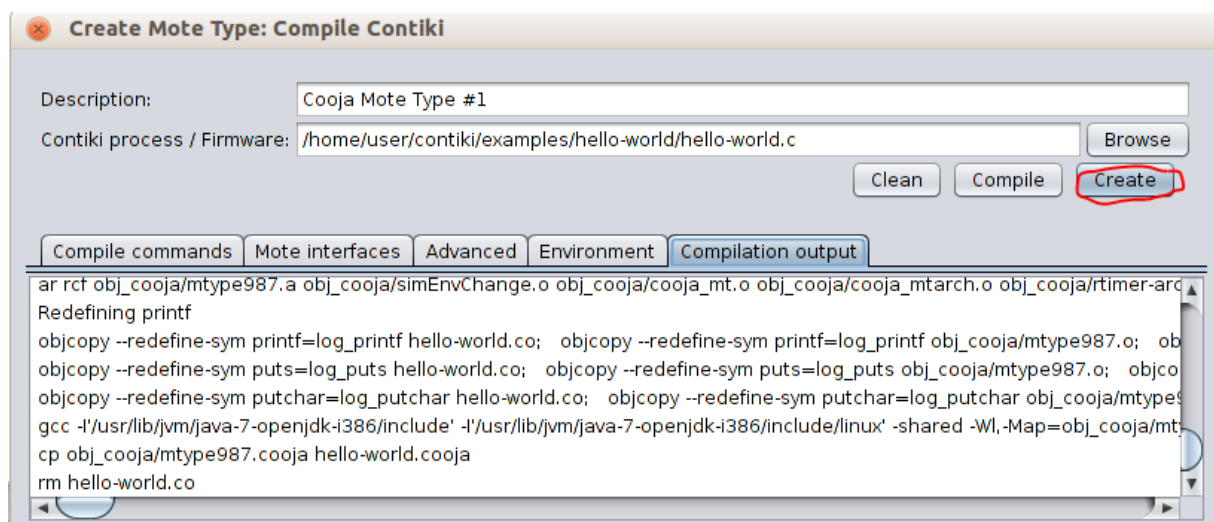 Create Mote Type: Compile Contiki
Description: Cooja Mote Type #1
Contiki process / Firmware: /home/user/contiki/examples/hello-world/hello-world.c Browse
Clean Compile Create
Compile commands Mote interfaces Advanced Environment Compilation output
ar rcf obj_cooja/mtype987.a obj_cooja/simEnvChange.o obj_cooja/cooja_mt.o obj_cooja/cooja_mtarch.o obj_cooja/rtimer-arc
Redefining printf
objcopy --redefine-sym printf=log_printf hello-world.co; objcopy --redefine-sym printf=log_printf obj_cooja/mtype987.o; ob
objcopy --redefine-sym puts=log_puts hello-world.co; objcopy --redefine-sym puts=log_puts obj_cooja/mtype987.o; objco
objcopy --redefine-sym putchar=log_putchar hello-world.co; objcopy --redefine-sym putchar=log_putchar obj_cooja/mtype9
gcc -I'/usr/lib/jvm/java-7-openjdk-i386/include' -I'/usr/lib/jvm/java-7-openjdk-i386/include/linux' -shared -Wl,-Map=obj_cooja/mty
cp obj_cooja/mtype987.cooja hello-world.cooja
rm hello-world.co